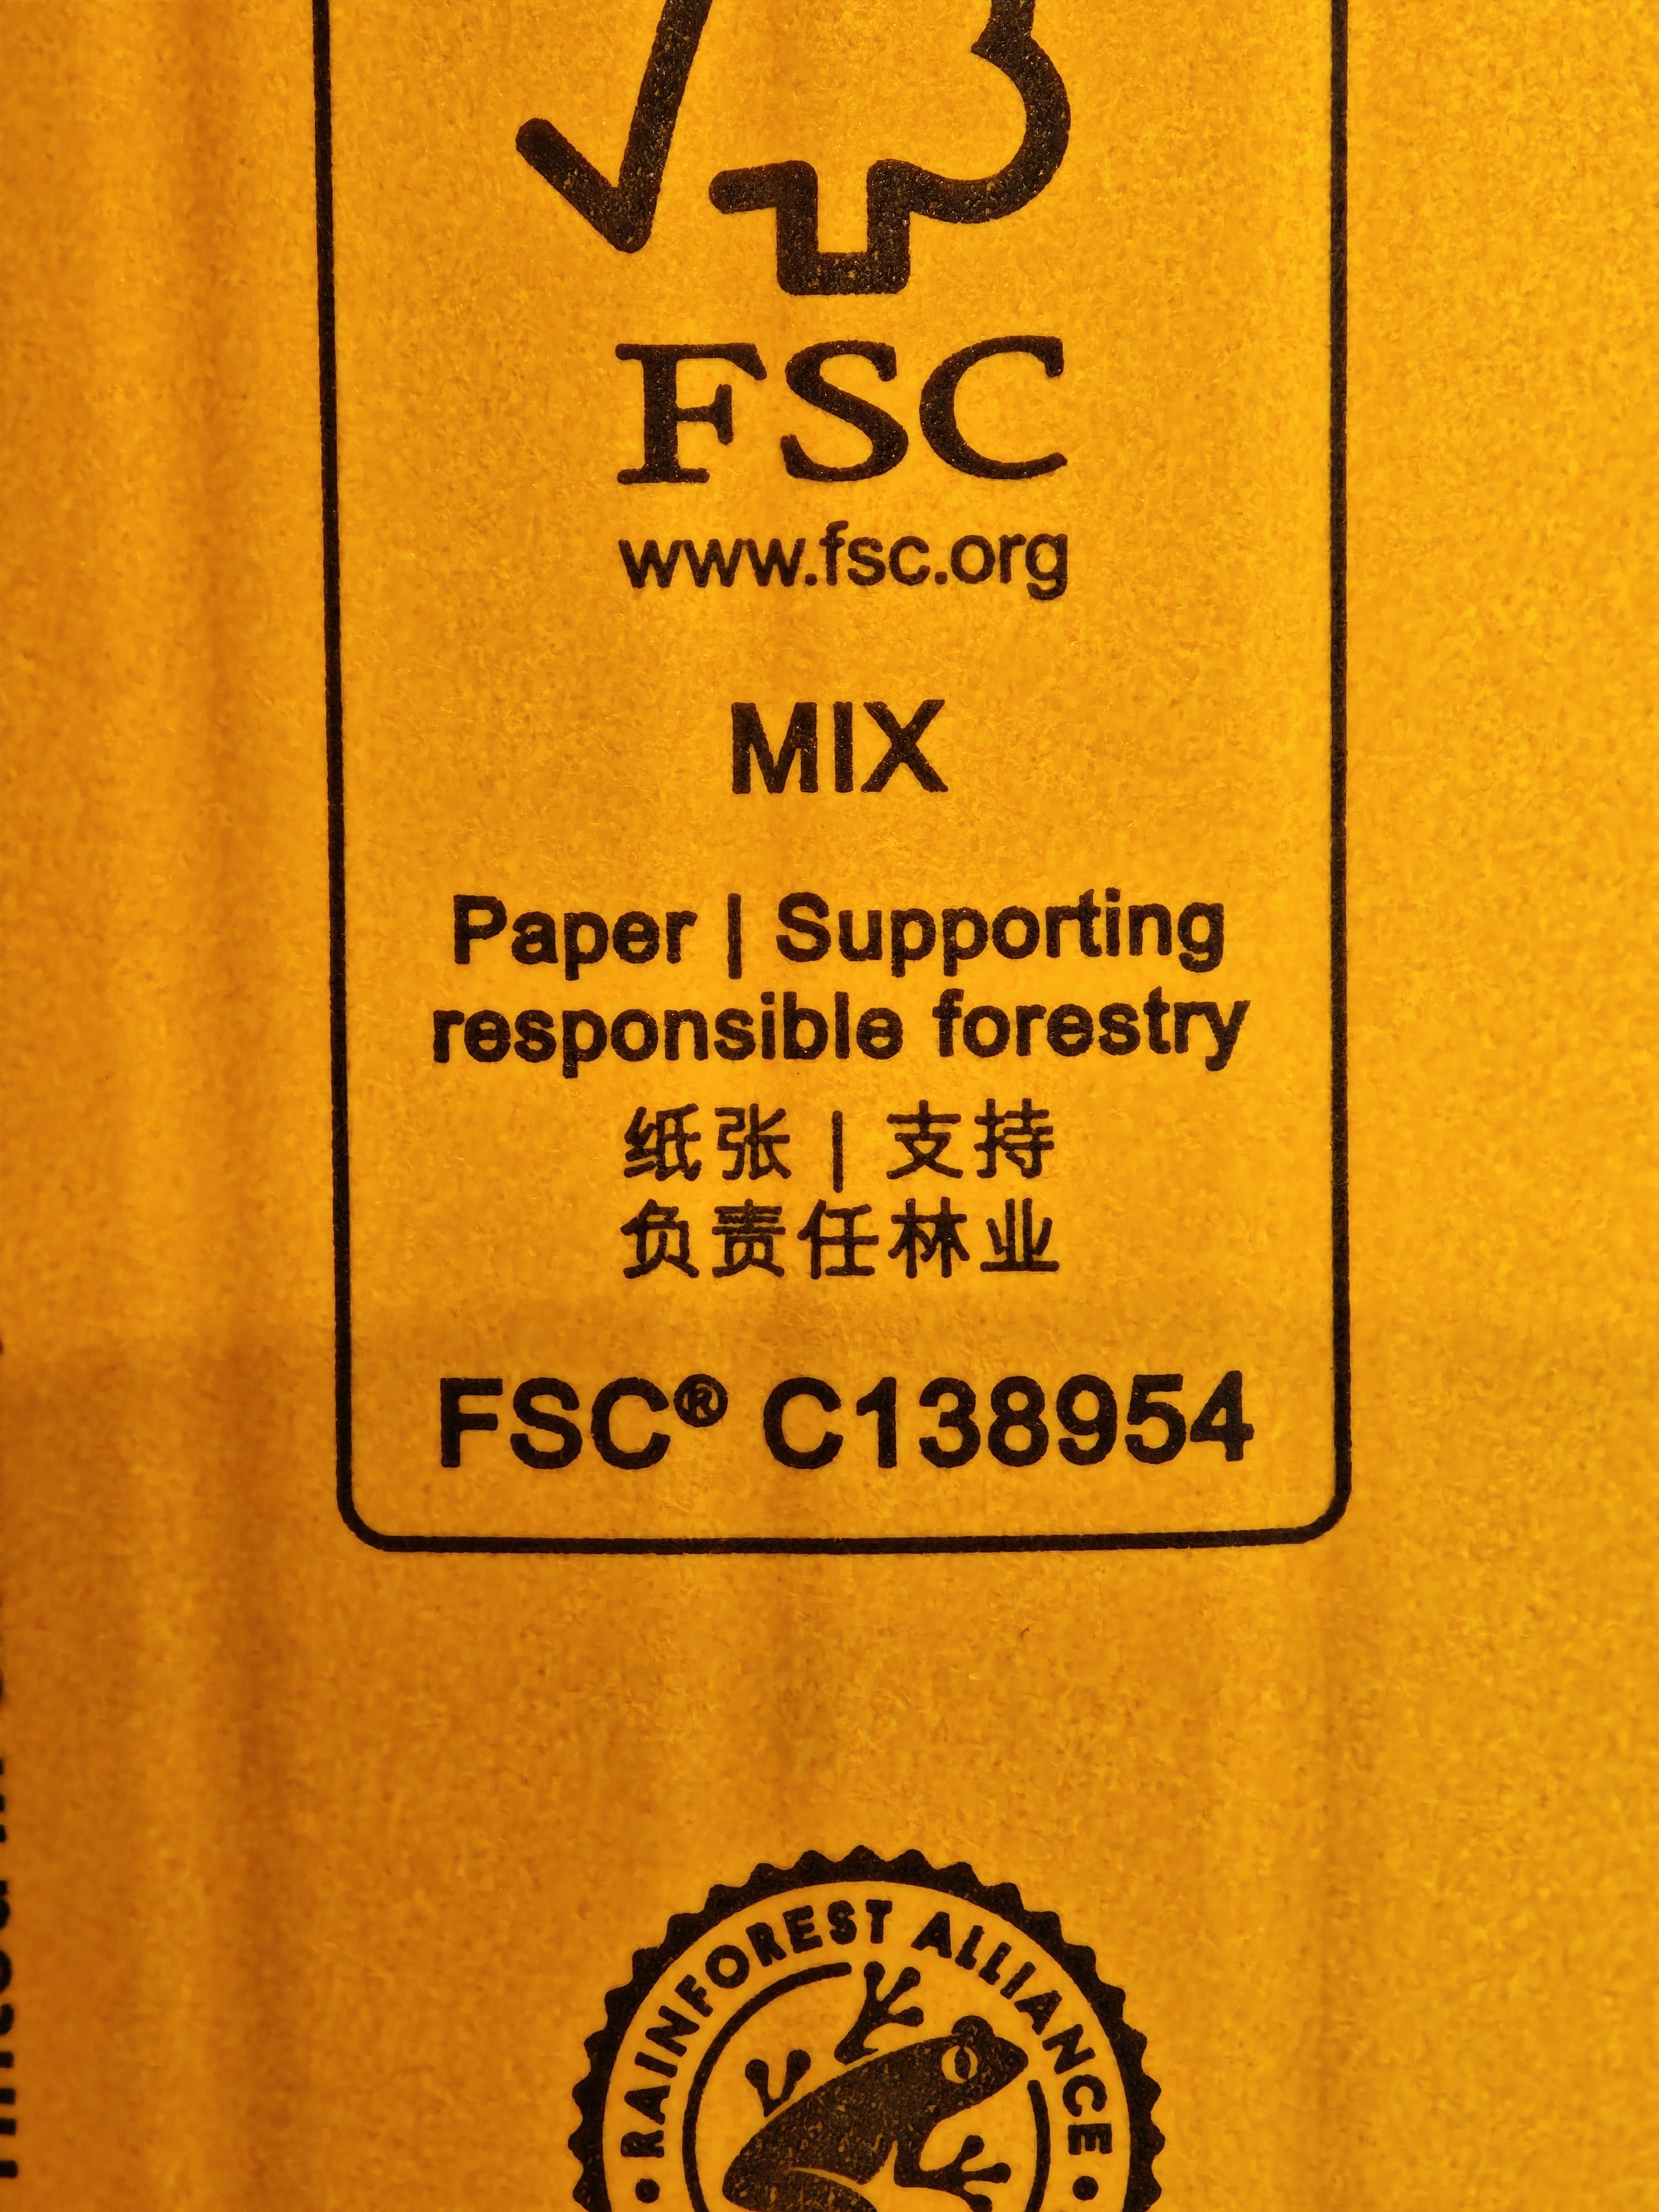 FSC
www.fsc.org
MIX
Paper | Supporting
responsible forestry
纸张 | 支持
负责任林业
FSC® C138954
RAINFOREST ALLIANCE